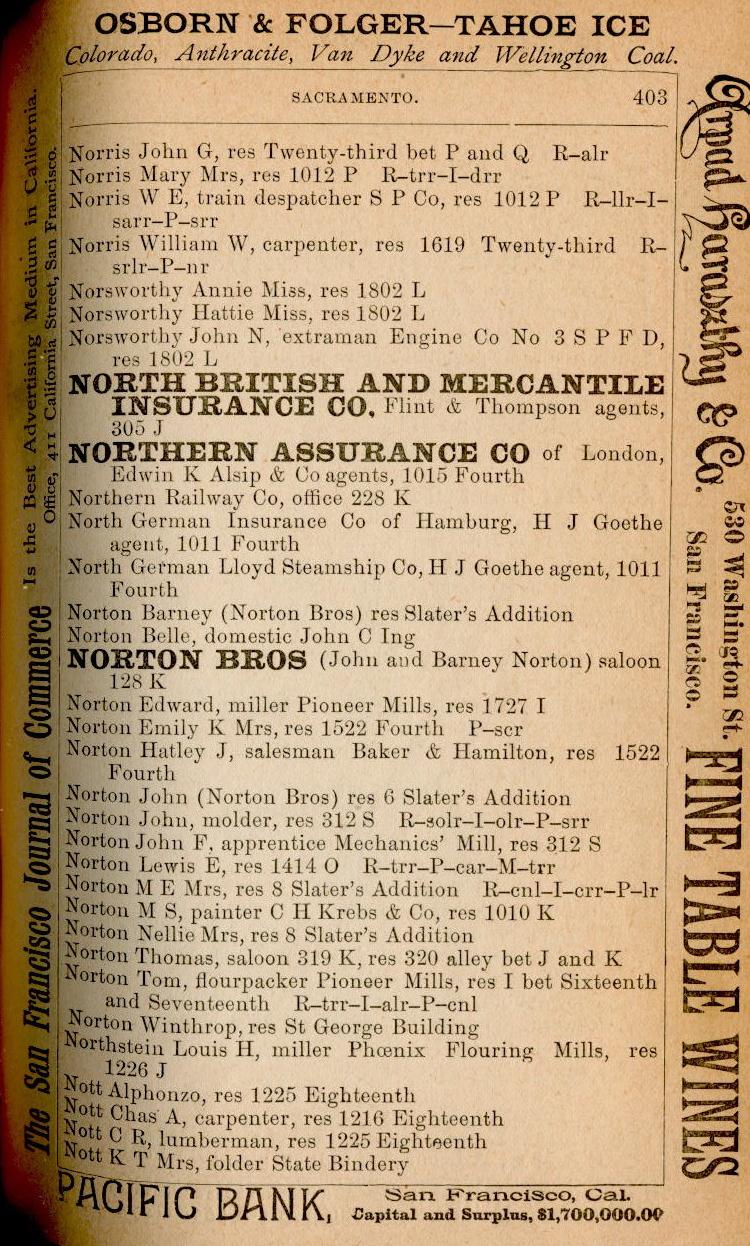 OSBORN & FOLGER—TAHOE ICE
Colorado, Anthracite, Van Dyke and Wellington Coal.
SACRAMENTO. 403
Norris John G, res Twenty-third bet P and Q R–alr
Norris Mary Mrs, res 1012 P R–trr–I–drr
Norris W E, train despatcher S P Co, res 1012 P R–llr–I–
sarr–P–srr
Norris William W, carpenter, res 1619 Twenty-third R–
srlr–P–nr
Norsworthy Annie Miss, res 1802 L
Norsworthy Hattie Miss, res 1802 L
Norsworthy John N, extraman Engine Co No 3 S P F D,
res 1802 L
NORTH BRITISH AND MERCANTILE
INSURANCE CO, Flint & Thompson agents,
305 J
NORTHERN ASSURANCE CO of London,
Edwin K Alsip & Co agents, 1015 Fourth
Northern Railway Co, office 228 K
North German Insurance Co of Hamburg, H J Goethe
agent, 1011 Fourth
North German Lloyd Steamship Co, H J Goethe agent, 1011
Fourth
Norton Barney (Norton Bros) res Slater's Addition
Norton Belle, domestic John C Ing
NORTON BROS (John and Barney Norton) saloon
128 K
Norton Edward, miller Pioneer Mills, res 1727 I
Norton Emily K Mrs, res 1522 Fourth P–scr
Norton Hatley J, salesman Baker & Hamilton, res 1522
Fourth
Norton John (Norton Bros) res 6 Slater's Addition
Norton John, molder, res 312 S R–solr–I–olr–P–srr
Norton John F, apprentice Mechanics' Mill, res 312 S
Norton Lewis E, res 1414 O R–trr–P–car–M–trr
Norton M E Mrs, res 8 Slater's Addition R–cnl–I–crr–P–lr
Norton M S, painter C H Krebs & Co, res 1010 K
Norton Nellie Mrs, res 8 Slater's Addition
Norton Thomas, saloon 319 K, res 320 alley bet J and K
Norton Tom, flourpacker Pioneer Mills, res I bet Sixteenth
and Seventeenth R–trr–I–alr–P–cnl
Norton Winthrop, res St George Building
Northstein Louis H, miller Phœnix Flouring Mills, res
1226 J
Nott Alphonzo, res 1225 Eighteenth
Nott Chas A, carpenter, res 1216 Eighteenth
Nott C R, lumberman, res 1225 Eighteenth
Nott K T Mrs, folder State Bindery
PACIFIC BANK, San Francisco, Cal.
Capital and Surplus, $1,700,000.00
The San Francisco Journal of Commerce Is the Best Advertising Medium in California.
Office, 411 California Street, San Francisco.
Arpad Haraszthy & Co. 530 Washington St. San Francisco. FINE TABLE WINES